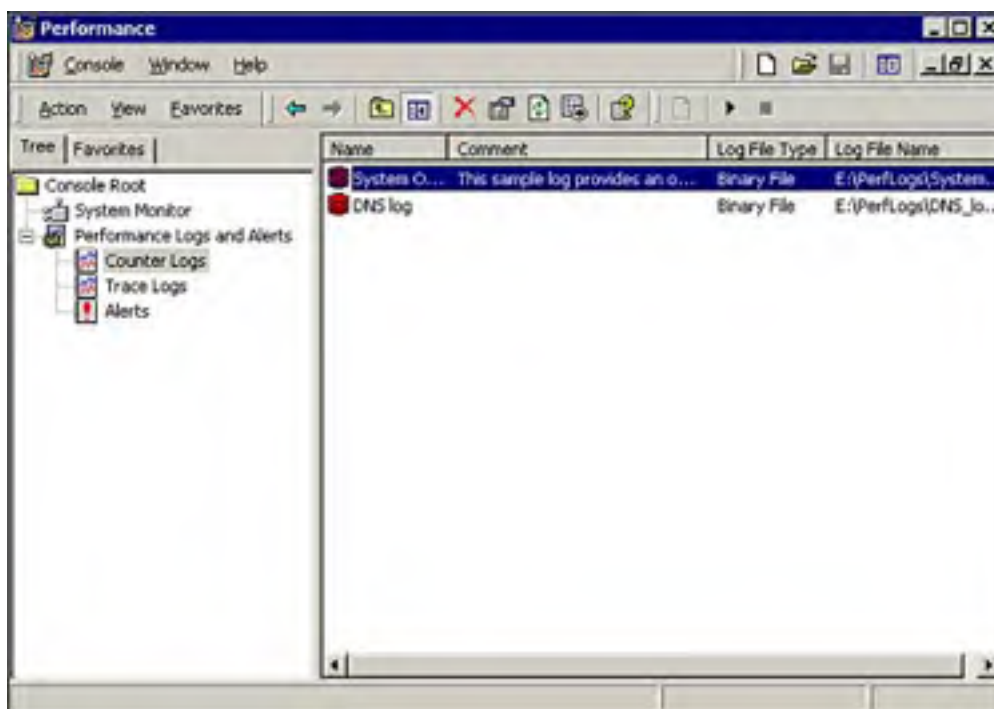 Performance
Console Window Help
Action View Favorites
Tree Favorites
Name Comment Log File Type Log File Name
Console Root
System Monitor
Performance Logs and Alerts
Counter Logs
Trace Logs
Alerts
System O... This sample log provides an o... Binary File E:\PerfLogs\System...
DNS log Binary File E:\PerfLogs\DNS_lo...